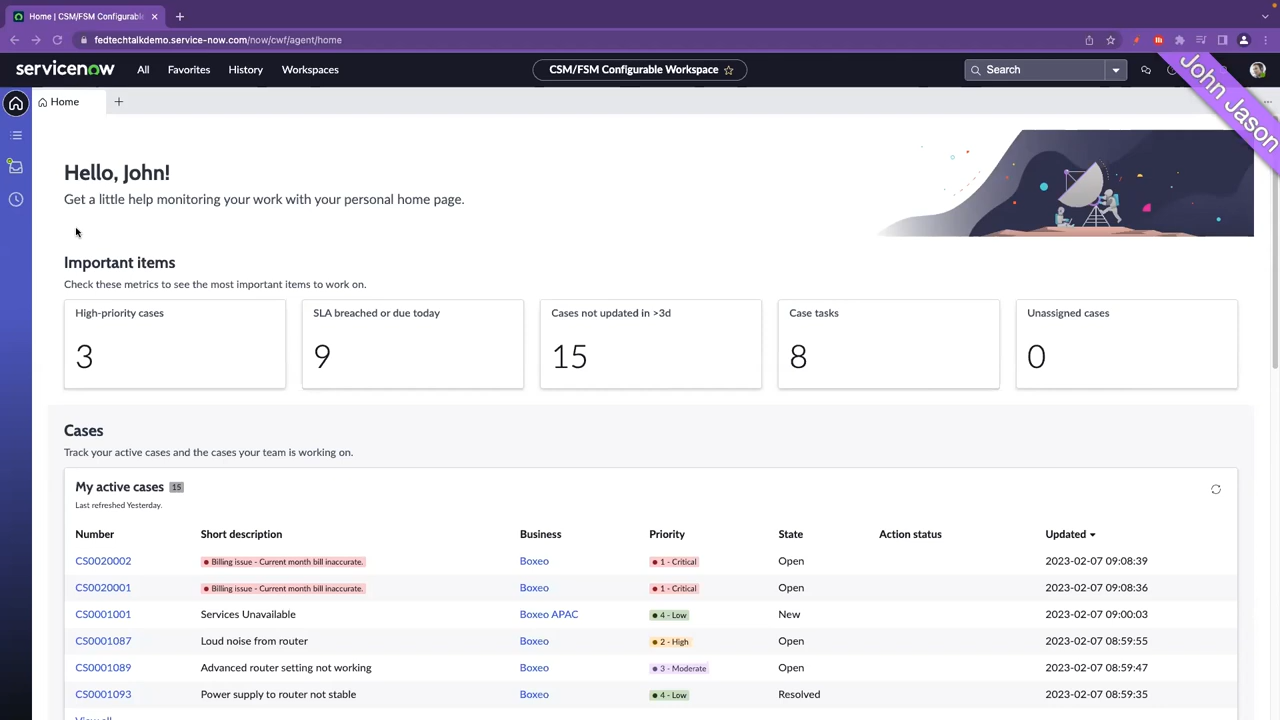 Home | CSM/FSM Configurabl
fedtechtalkdemo.service-now.com/now/cwf/agent/home
servicenow
All
Favorites
History
Workspaces
CSM/FSM Configurable Workspace
Search
John Jason
Home
Hello, John!
Get a little help monitoring your work with your personal home page.
Important items
Check these metrics to see the most important items to work on.
High-priority cases
3
SLA breached or due today
9
Cases not updated in >3d
15
Case tasks
8
Unassigned cases
0
Cases
Track your active cases and the cases your team is working on.
My active cases 15
Last refreshed Yesterday.
Number Short description Business Priority State Action status Updated
CS0020002 Billing issue - Current month bill inaccurate. Boxeo 1 - Critical Open 2023-02-07 09:08:39
CS0020001 Billing issue - Current month bill inaccurate. Boxeo 1 - Critical Open 2023-02-07 09:08:36
CS0001001 Services Unavailable Boxeo APAC 4 - Low New 2023-02-07 09:00:03
CS0001087 Loud noise from router Boxeo 2 - High Open 2023-02-07 08:59:55
CS0001089 Advanced router setting not working Boxeo 3 - Moderate Open 2023-02-07 08:59:47
CS0001093 Power supply to router not stable Boxeo 4 - Low Resolved 2023-02-07 08:59:35
View all